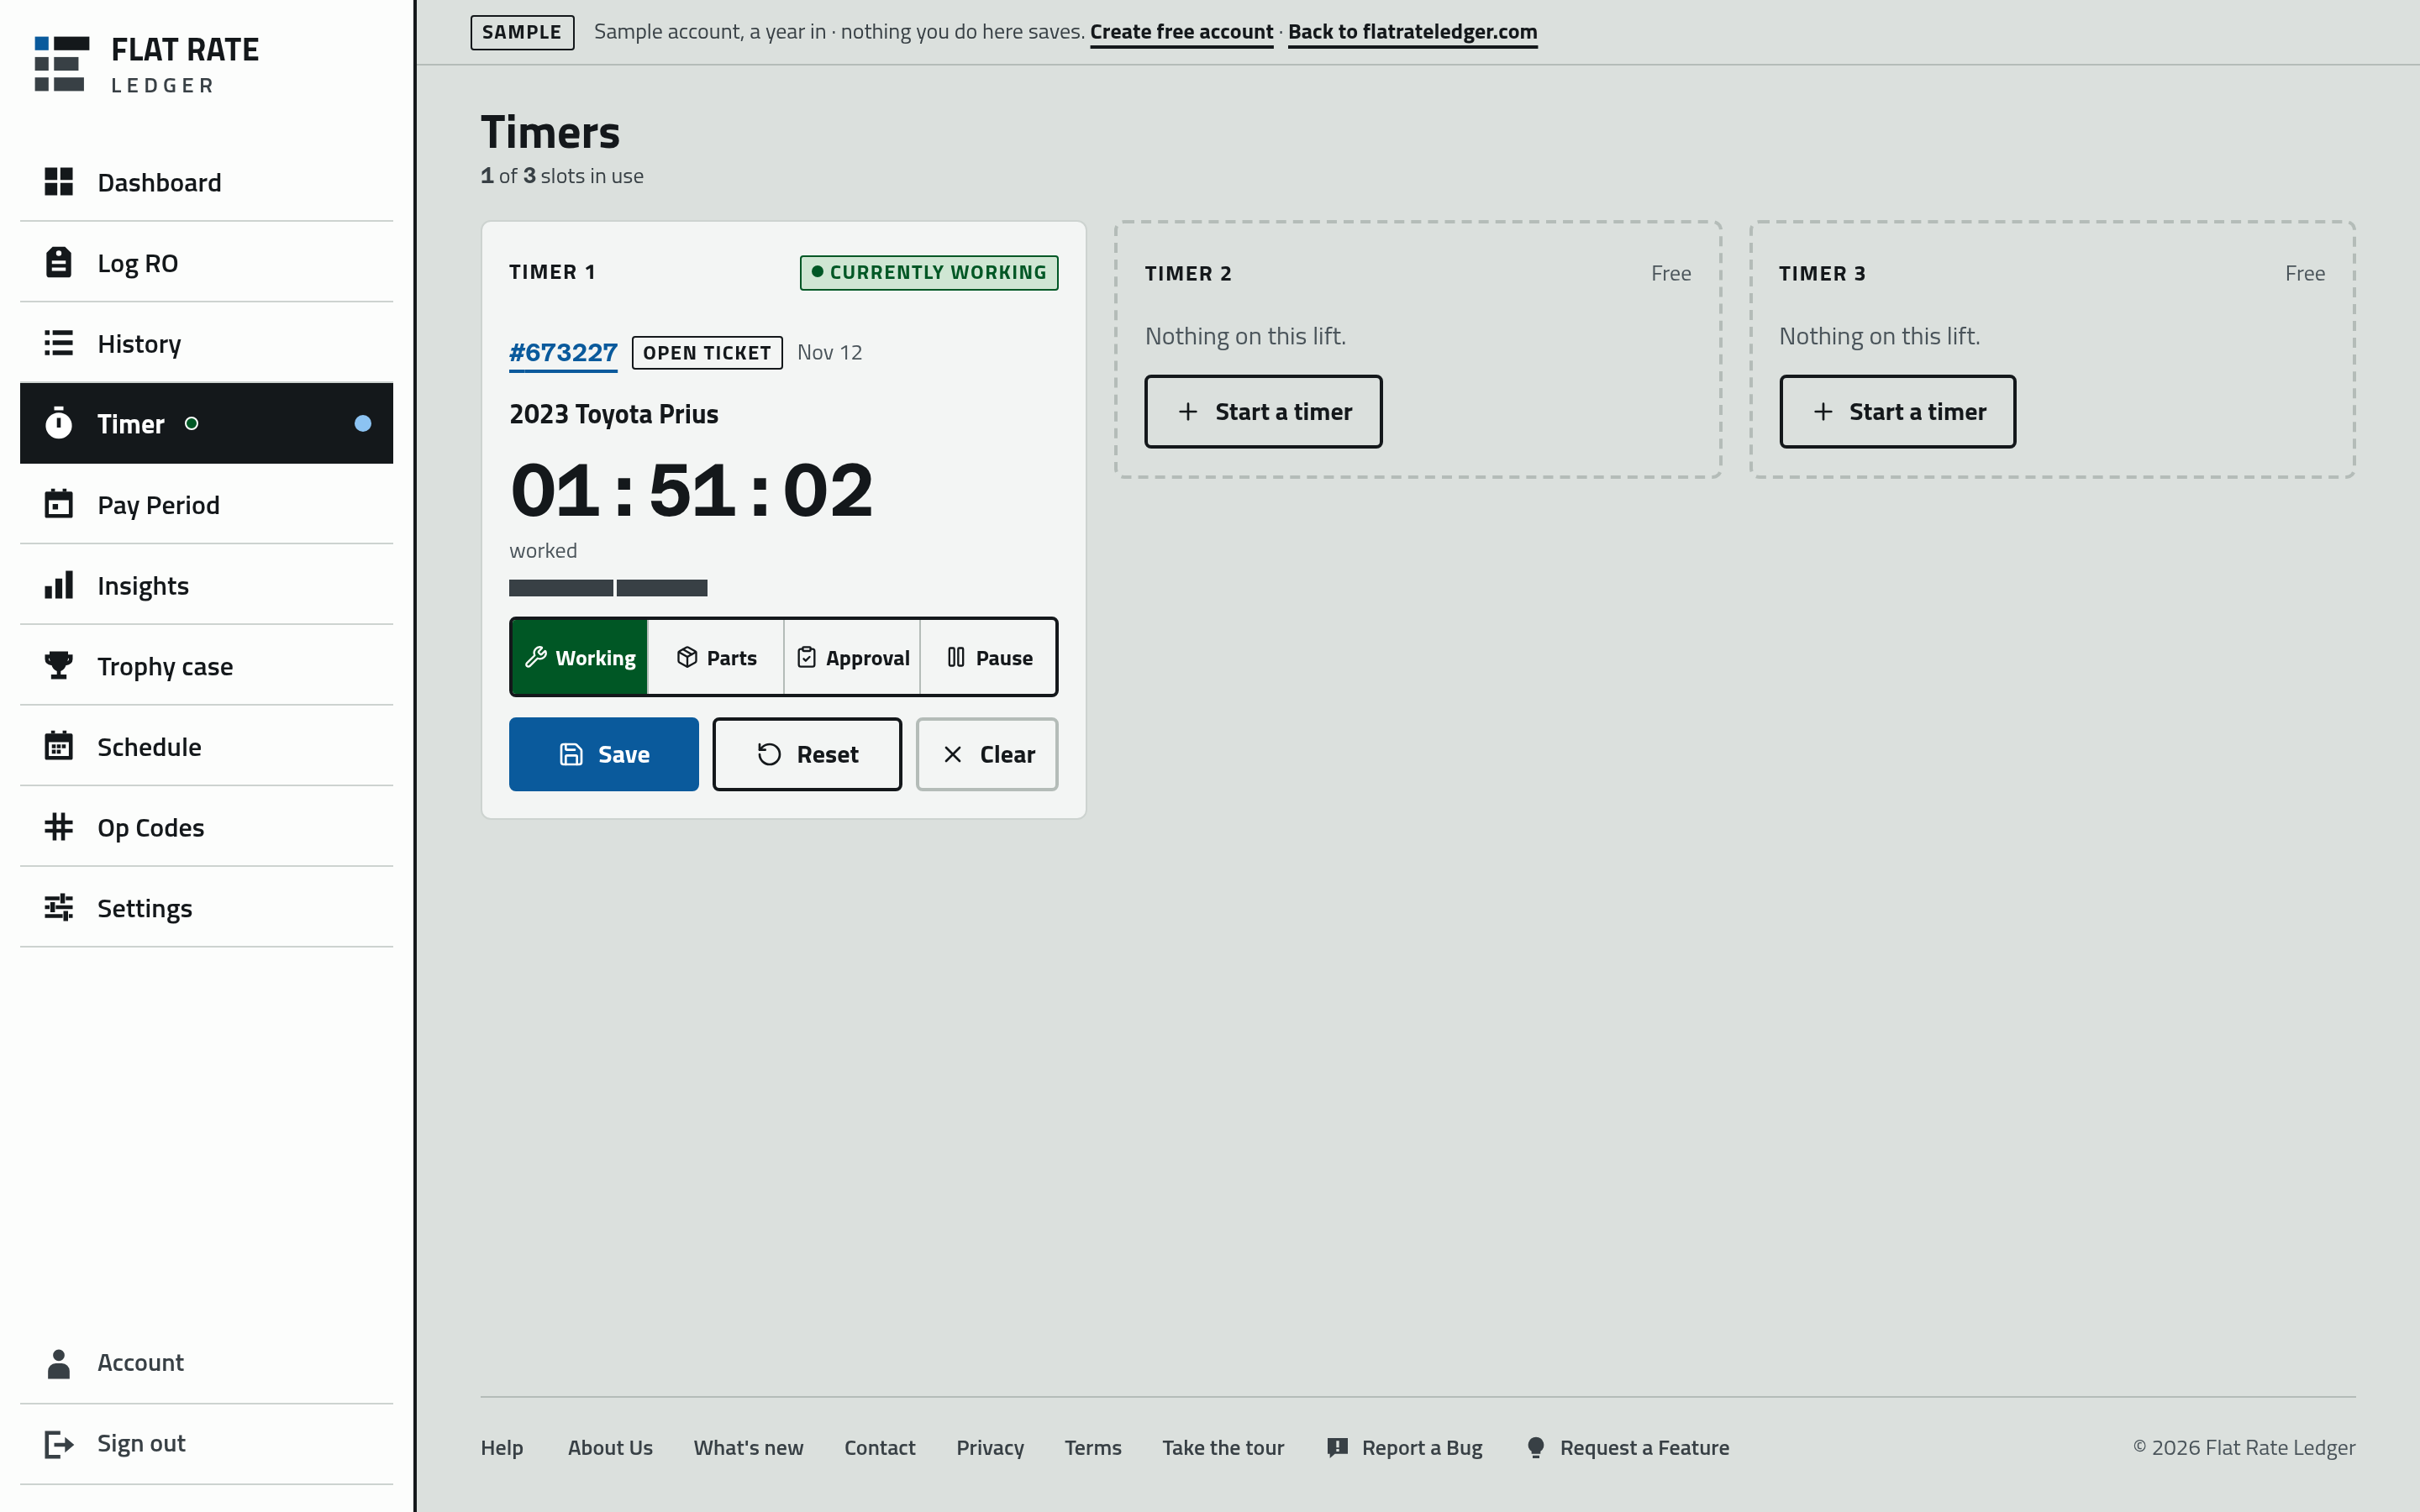 FLAT RATE
LEDGER
Dashboard
Log RO
History
Timer
Pay Period
Insights
Trophy case
Schedule
Op Codes
Settings
Account
Sign out
SAMPLE Sample account, a year in · nothing you do here saves. Create free account · Back to flatrateledger.com
Timers
1 of 3 slots in use
TIMER 1 CURRENTLY WORKING
#673227 OPEN TICKET Nov 12
2023 Toyota Prius
01:51:02
worked
Working Parts Approval Pause
Save Reset Clear
TIMER 2 Free
Nothing on this lift.
Start a timer
TIMER 3 Free
Nothing on this lift.
Start a timer
Help About Us What's new Contact Privacy Terms Take the tour Report a Bug Request a Feature © 2026 Flat Rate Ledger